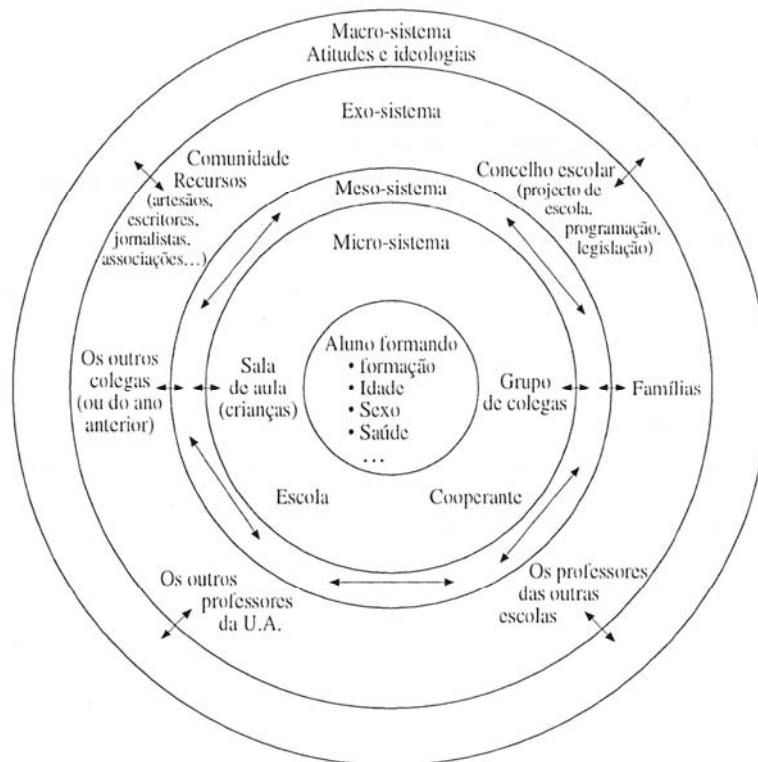 Macro-sistema
Atitudes e ideologias
Exo-sistema
Comunidade
Recursos
(artesãos,
escritores,
jornalistas,
associações…)
Concelho escolar
(projecto de
escola,
programação,
legislação)
Meso-sistema
Micro-sistema
Os outros
colegas
(ou do ano
anterior)
Sala
de aula
(crianças)
Aluno formando
• formação
• Idade
• Sexo
• Saúde
…
Grupo
de colegas
Famílias
Escola
Cooperante
Os outros
professores
da U.A.
Os professores
das outras
escolas